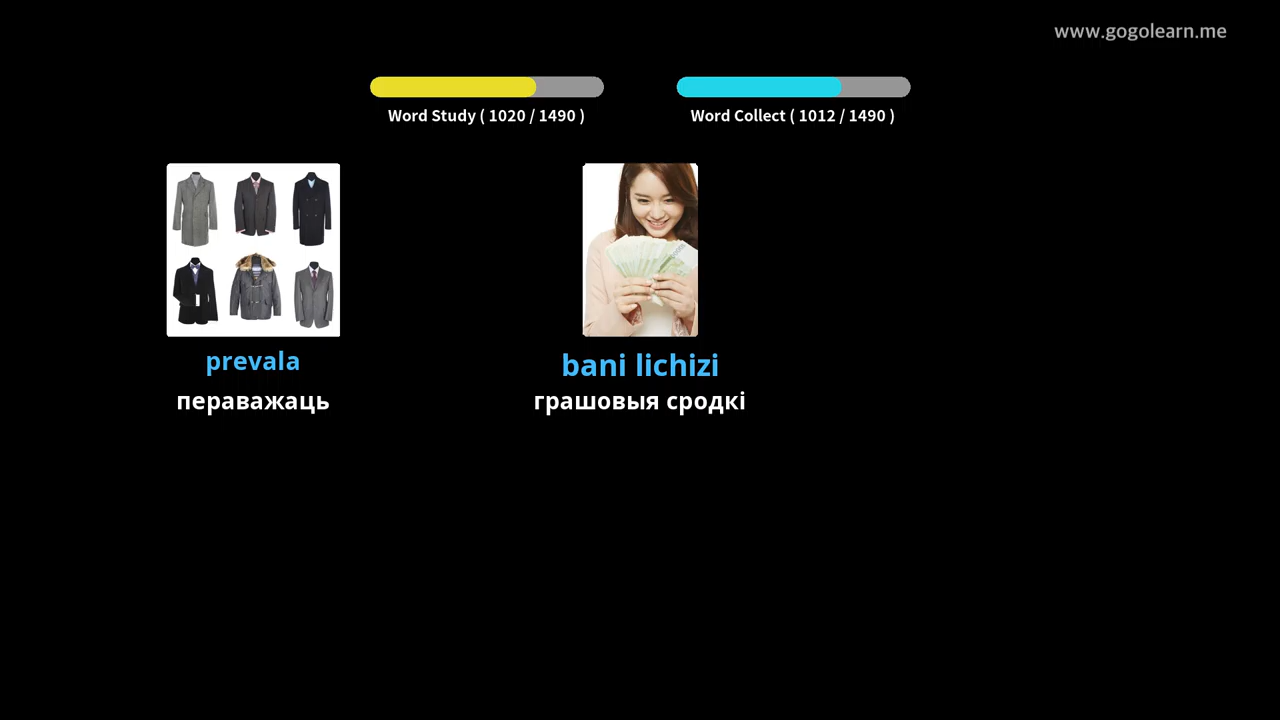 www.gogolearn.me
Word Study ( 1020 / 1490 )
Word Collect ( 1012 / 1490 )
prevala
bani lichizi
пераважаць
грашовыя сродкі